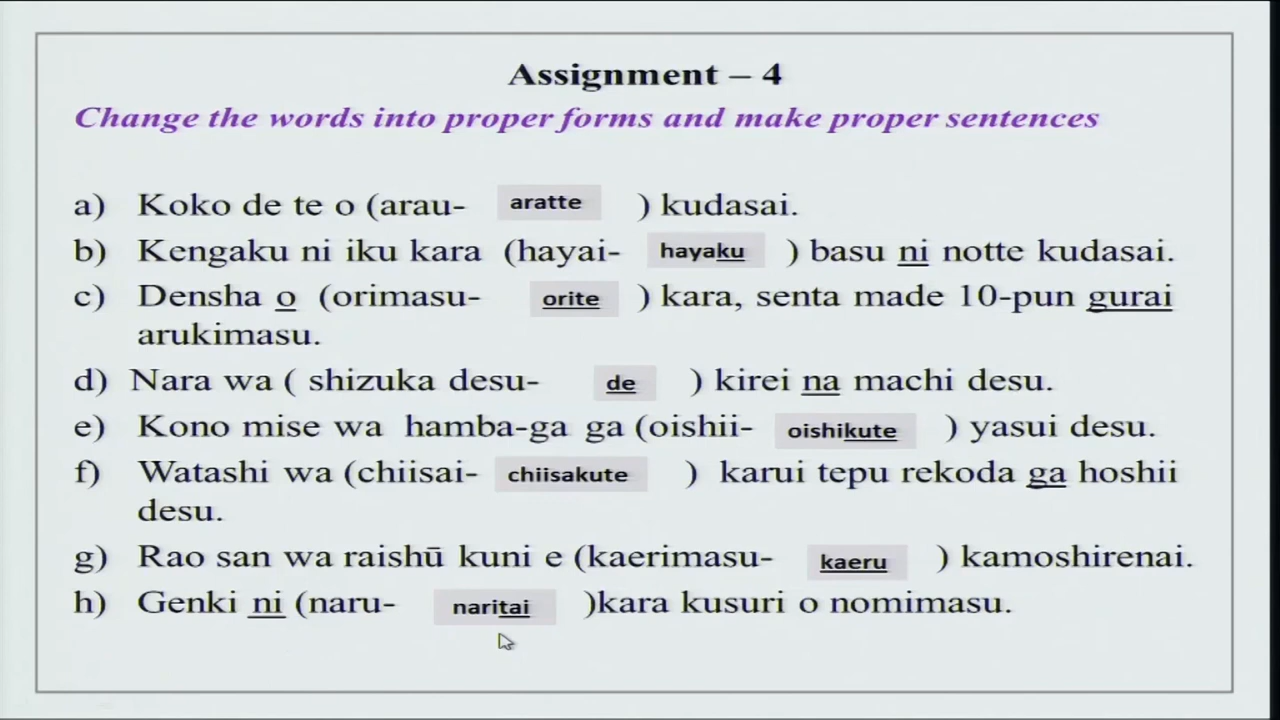 Assignment – 4
Change the words into proper forms and make proper sentences
a) Koko de te o (arau- aratte ) kudasai.
b) Kengaku ni iku kara (hayai- hayaku ) basu ni notte kudasai.
c) Densha o (orimasu- orite ) kara, senta made 10-pun gurai
arukimasu.
d) Nara wa ( shizuka desu- de ) kirei na machi desu.
e) Kono mise wa hamba-ga ga (oishii- oishikute ) yasui desu.
f) Watashi wa (chiisai- chiisakute ) karui tepu rekoda ga hoshii
desu.
g) Rao san wa raishū kuni e (kaerimasu- kaeru ) kamoshirenai.
h) Genki ni (naru- naritai )kara kusuri o nomimasu.